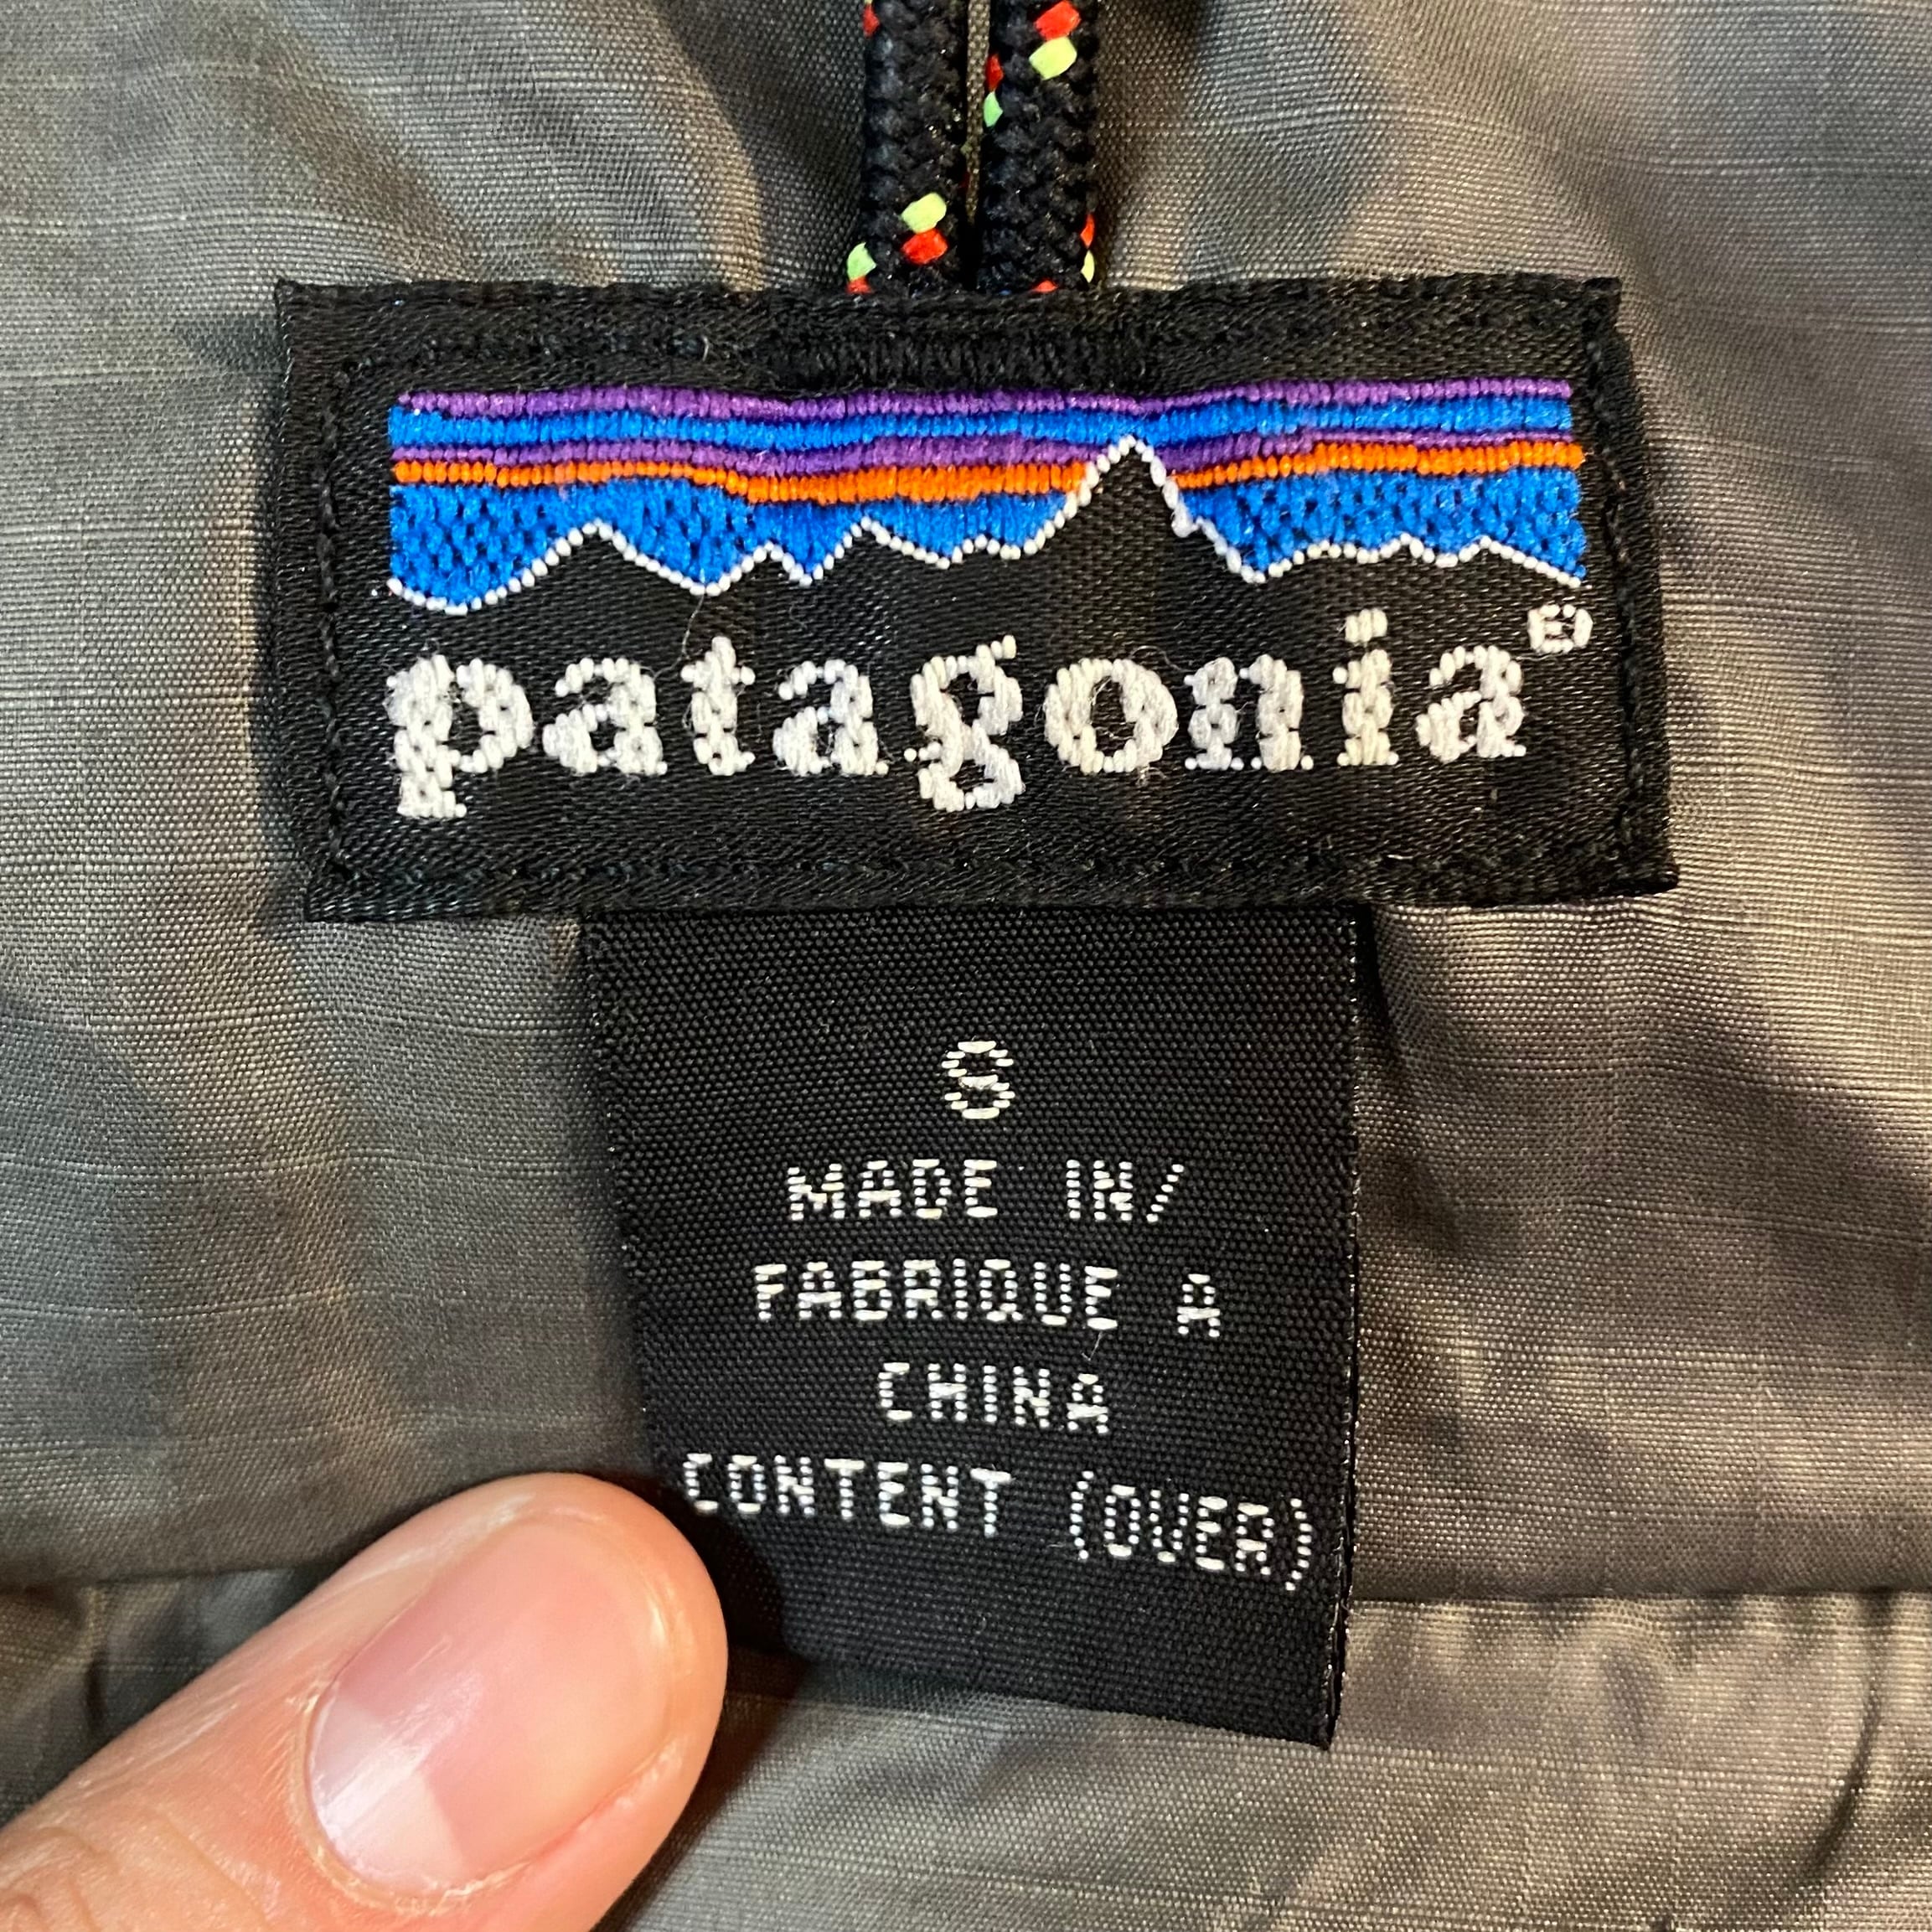 patagonia®
S
MADE IN/
FABRIQUE A
CHINA
CONTENT (OVER)